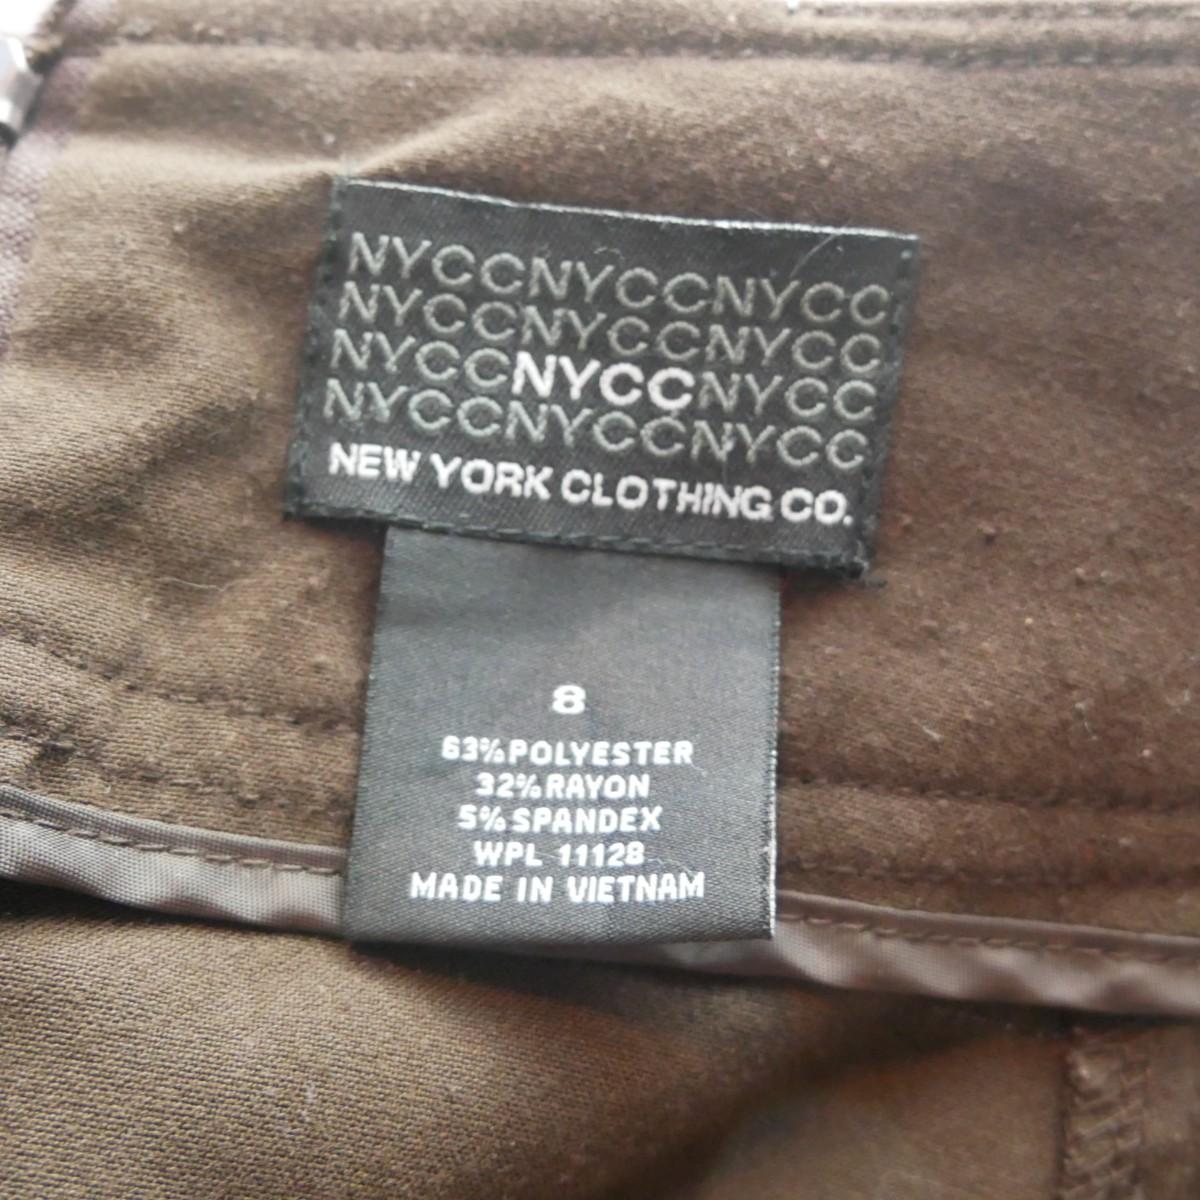 NYCCNYCCNYCC
NYCCNYCCNYCC
NYCCNYCCNYCC
NYCCNYCCNYCC
NEW YORK CLOTHING CO.
8
63% POLYESTER
32% RAYON
5% SPANDEX
WPL 11128
MADE IN VIETNAM